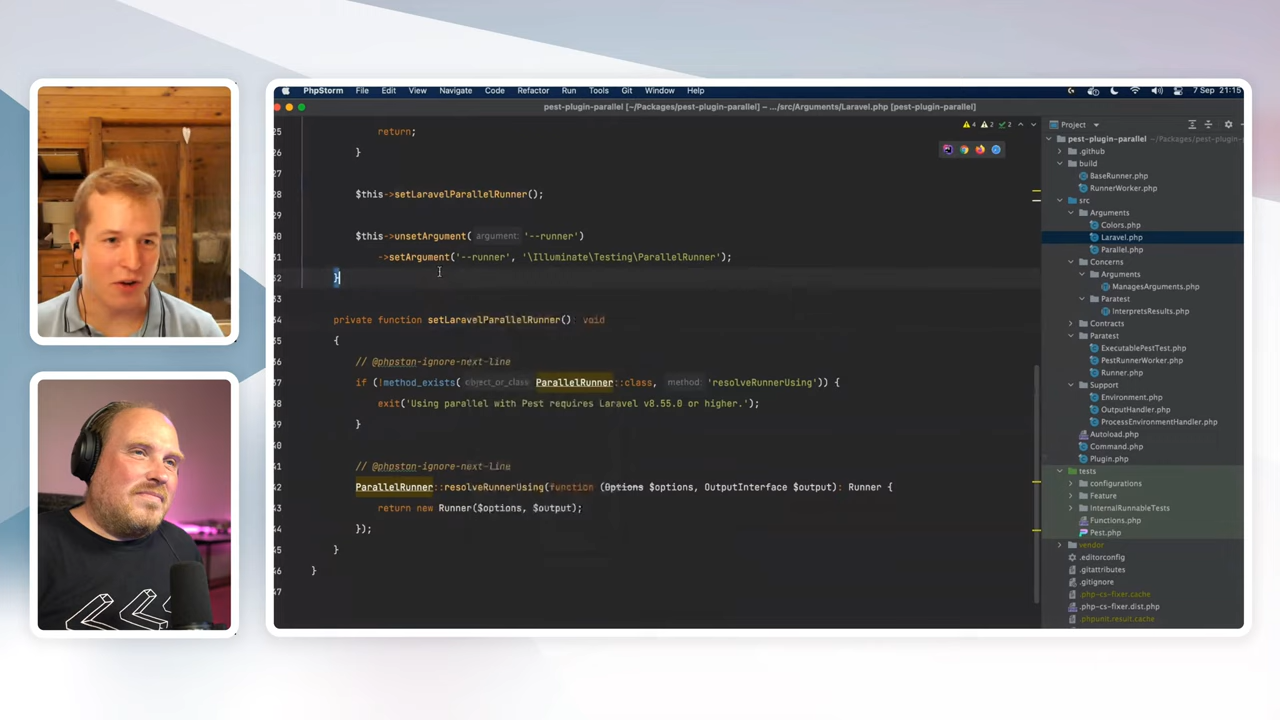 PhpStorm File Edit View Navigate Code Refactor Run Tools Git Window Help 7 Sep 21:15
pest-plugin-parallel [~/Packages/pest-plugin-parallel] – .../src/Arguments/Laravel.php [pest-plugin-parallel]
25 return; 4 2 2
26 }
27
28 $this->setLaravelParallelRunner();
29
30 $this->unsetArgument( argument: '--runner')
31 ->setArgument('--runner', '\Illuminate\Testing\ParallelRunner');
32 }
33
34 private function setLaravelParallelRunner() : void
35 {
36 // @phpstan-ignore-next-line
37 if (!method_exists( object_or_class: ParallelRunner::class, method: 'resolveRunnerUsing')) {
38 exit('Using parallel with Pest requires Laravel v8.55.0 or higher.');
39 }
40
41 // @phpstan-ignore-next-line
42 ParallelRunner::resolveRunnerUsing(function (Options $options, OutputInterface $output): Runner {
43 return new Runner($options, $output);
44 });
45 }
46 }
47
Project
pest-plugin-parallel ~/Packages/pest-plugin-
.github
build
BaseRunner.php
RunnerWorker.php
src
Arguments
Colors.php
Laravel.php
Parallel.php
Concerns
Arguments
ManagesArguments.php
Paratest
InterpretsResults.php
Contracts
Paratest
ExecutablePestTest.php
PestRunnerWorker.php
Runner.php
Support
Environment.php
OutputHandler.php
ProcessEnvironmentHandler.php
Autoload.php
Command.php
Plugin.php
tests
configurations
Feature
InternalRunnableTests
Functions.php
Pest.php
vendor
.editorconfig
.gitattributes
.gitignore
.php-cs-fixer.cache
.php-cs-fixer.dist.php
.phpunit.result.cache